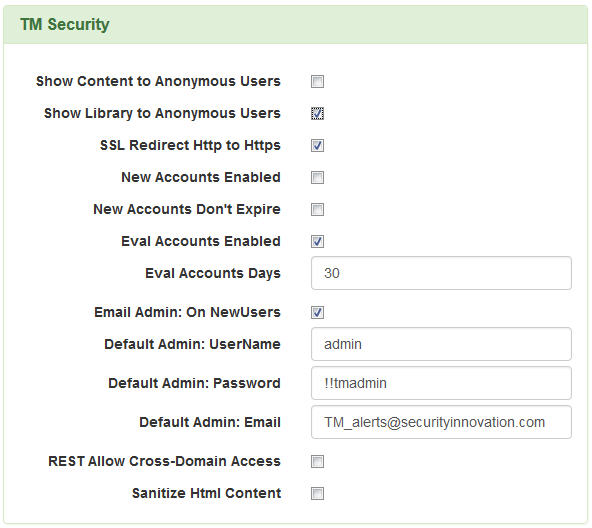 TM Security
Show Content to Anonymous Users
Show Library to Anonymous Users
SSL Redirect Http to Https
New Accounts Enabled
New Accounts Don't Expire
Eval Accounts Enabled
Eval Accounts Days 30
Email Admin: On NewUsers
Default Admin: UserName admin
Default Admin: Password !!tmadmin
Default Admin: Email TM_alerts@securityinnovation.com
REST Allow Cross-Domain Access
Sanitize Html Content